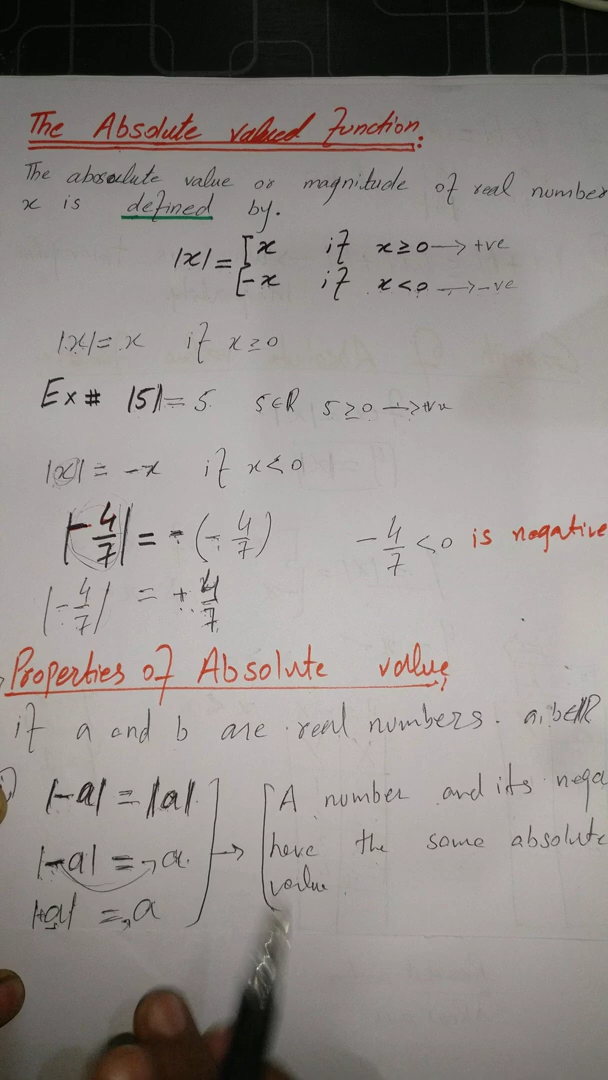 The Absolute valued Function:
The absoulute value or magnitude of real number
x is defined by.
|x| = [x if x≥0 → +ve
[-x if x<0 → -ve
|x| = x if x≥0
Ex# |5| = 5 5∈R 5≥0 → +ve
|x| = -x if x<0
|-4/7| = -(-4/7) -4/7 < 0 is negative
|-4/7| = +4/7
Properties of Absolute value,
if a and b are real numbers. a,b∈R
i) |-a| = |a|. A number and its nega
|-a| = a. → have the same absolute
|+a| = a value.